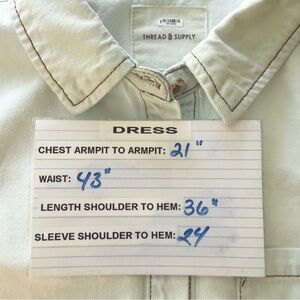 THREAD & SUPPLY
DRESS
CHEST ARMPIT TO ARMPIT: 21"
WAIST: 43"
LENGTH SHOULDER TO HEM: 36"
SLEEVE SHOULDER TO HEM: 24